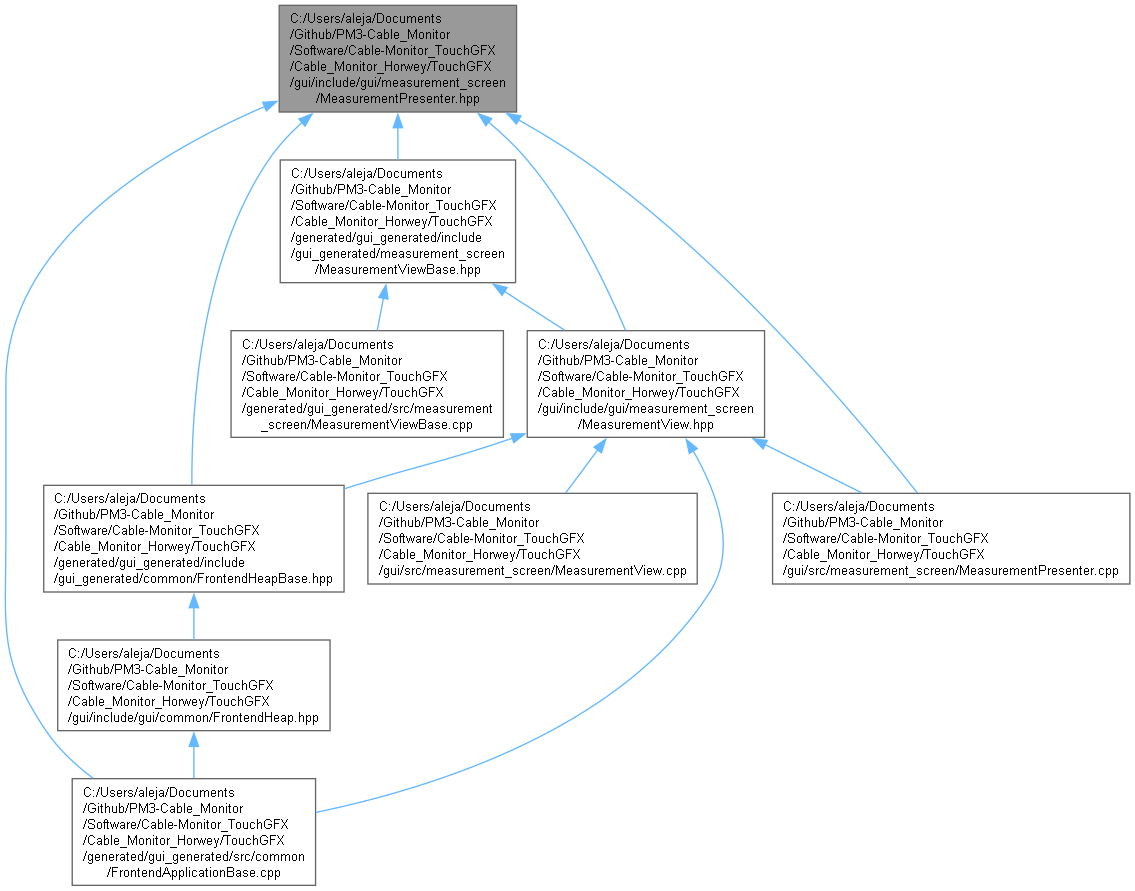 C:/Users/aleja/Documents
/Github/PM3-Cable_Monitor
/Software/Cable-Monitor_TouchGFX
/Cable_Monitor_Horwey/TouchGFX
/gui/include/gui/measurement_screen
/MeasurementPresenter.hpp
C:/Users/aleja/Documents
/Github/PM3-Cable_Monitor
/Software/Cable-Monitor_TouchGFX
/Cable_Monitor_Horwey/TouchGFX
/generated/gui_generated/include
/gui_generated/measurement_screen
/MeasurementViewBase.hpp
C:/Users/aleja/Documents
/Github/PM3-Cable_Monitor
/Software/Cable-Monitor_TouchGFX
/Cable_Monitor_Horwey/TouchGFX
/generated/gui_generated/src/measurement
_screen/MeasurementViewBase.cpp
C:/Users/aleja/Documents
/Github/PM3-Cable_Monitor
/Software/Cable-Monitor_TouchGFX
/Cable_Monitor_Horwey/TouchGFX
/gui/include/gui/measurement_screen
/MeasurementView.hpp
C:/Users/aleja/Documents
/Github/PM3-Cable_Monitor
/Software/Cable-Monitor_TouchGFX
/Cable_Monitor_Horwey/TouchGFX
/generated/gui_generated/include
/gui_generated/common/FrontendHeapBase.hpp
C:/Users/aleja/Documents
/Github/PM3-Cable_Monitor
/Software/Cable-Monitor_TouchGFX
/Cable_Monitor_Horwey/TouchGFX
/gui/src/measurement_screen/MeasurementView.cpp
C:/Users/aleja/Documents
/Github/PM3-Cable_Monitor
/Software/Cable-Monitor_TouchGFX
/Cable_Monitor_Horwey/TouchGFX
/gui/src/measurement_screen/MeasurementPresenter.cpp
C:/Users/aleja/Documents
/Github/PM3-Cable_Monitor
/Software/Cable-Monitor_TouchGFX
/Cable_Monitor_Horwey/TouchGFX
/gui/include/gui/common/FrontendHeap.hpp
C:/Users/aleja/Documents
/Github/PM3-Cable_Monitor
/Software/Cable-Monitor_TouchGFX
/Cable_Monitor_Horwey/TouchGFX
/generated/gui_generated/src/common
/FrontendApplicationBase.cpp